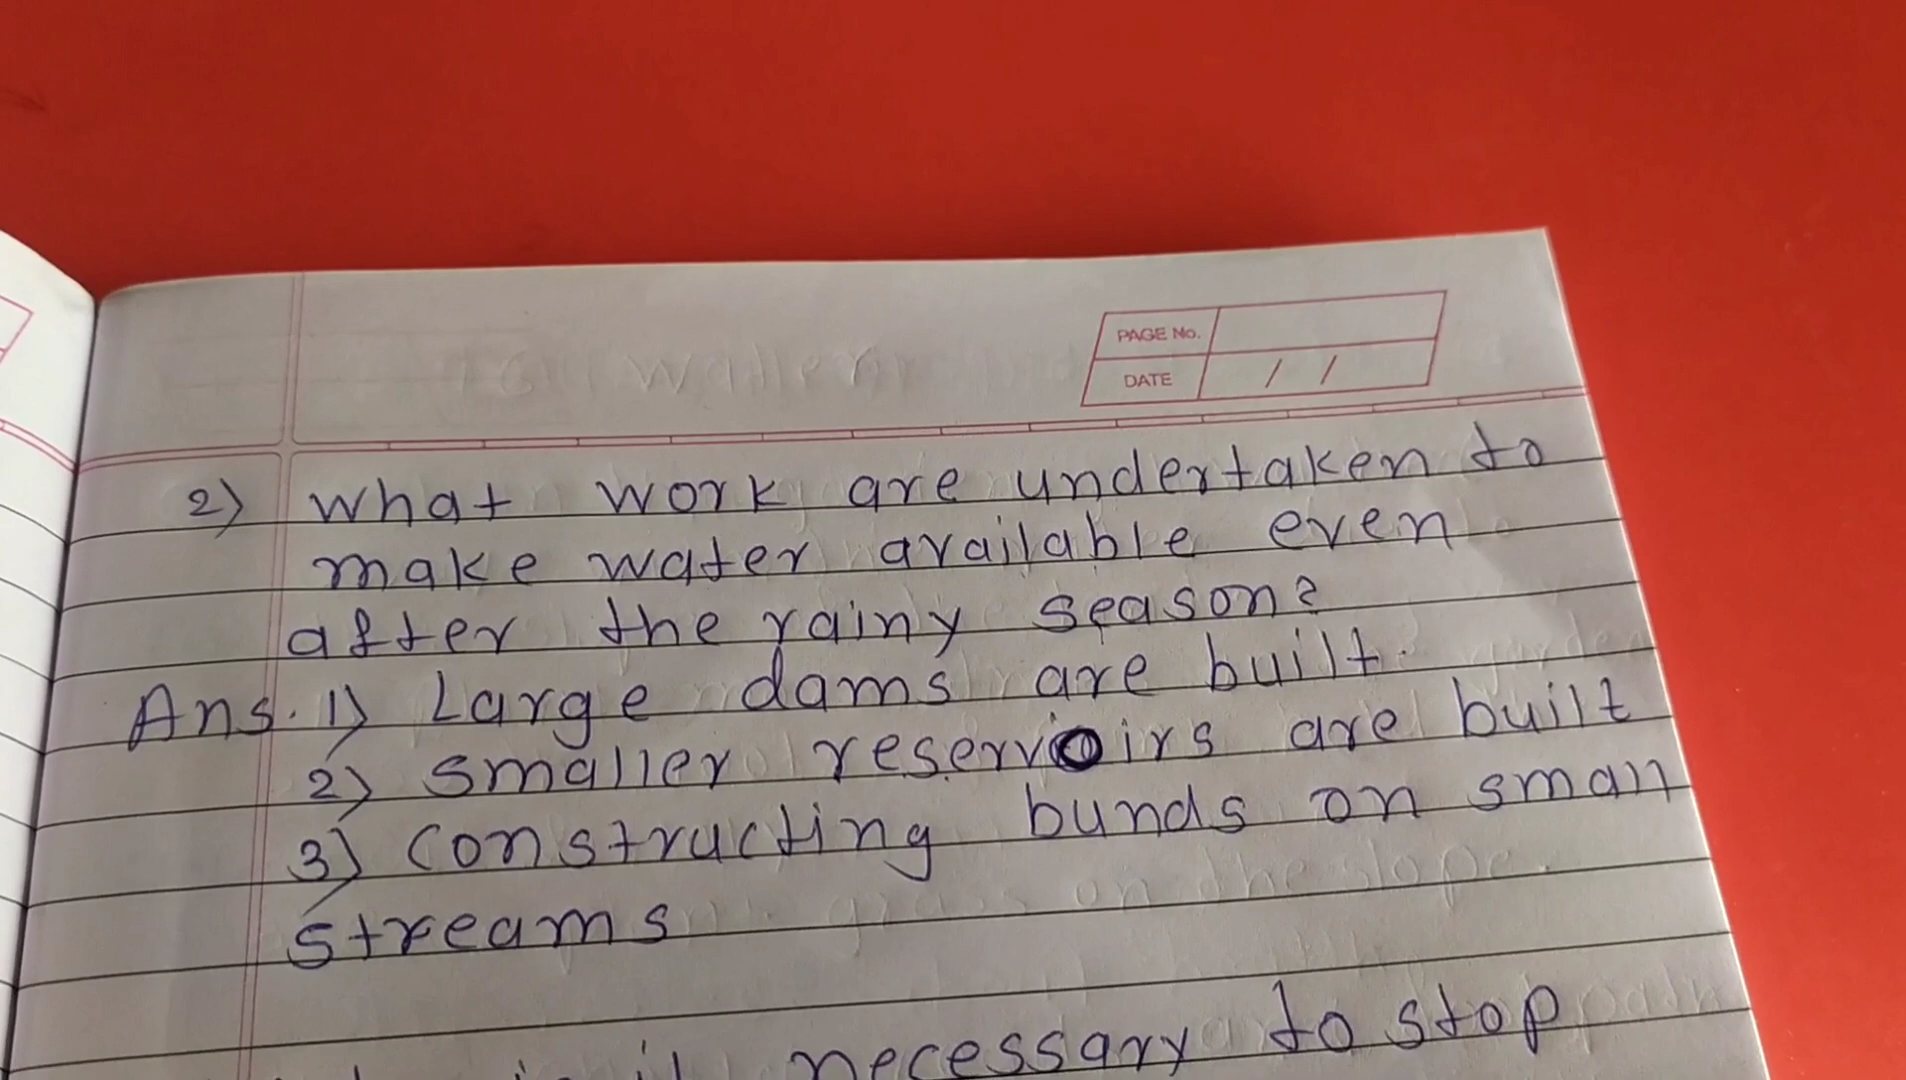 PAGE No.
DATE / /
2) What work are undertaken to
make water available even
after the rainy season?
Ans. 1) Large dams are built.
2) smaller reservoirs are built
3) constructing bunds on small
streams
necessary to stop